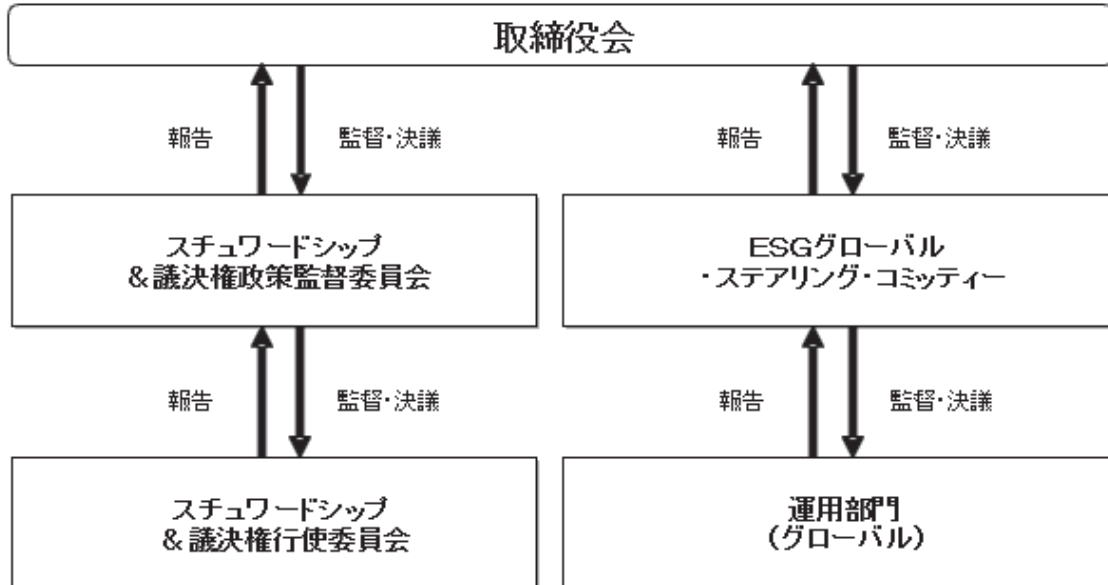 取締役会
報告
監督・決議
報告
監督・決議
スチュワードシップ
&議決権政策監督委員会
ESGグローバル
・ステアリング・コミッティー
報告
監督・決議
報告
監督・決議
スチュワードシップ
&議決権行使委員会
運用部門
(グローバル)